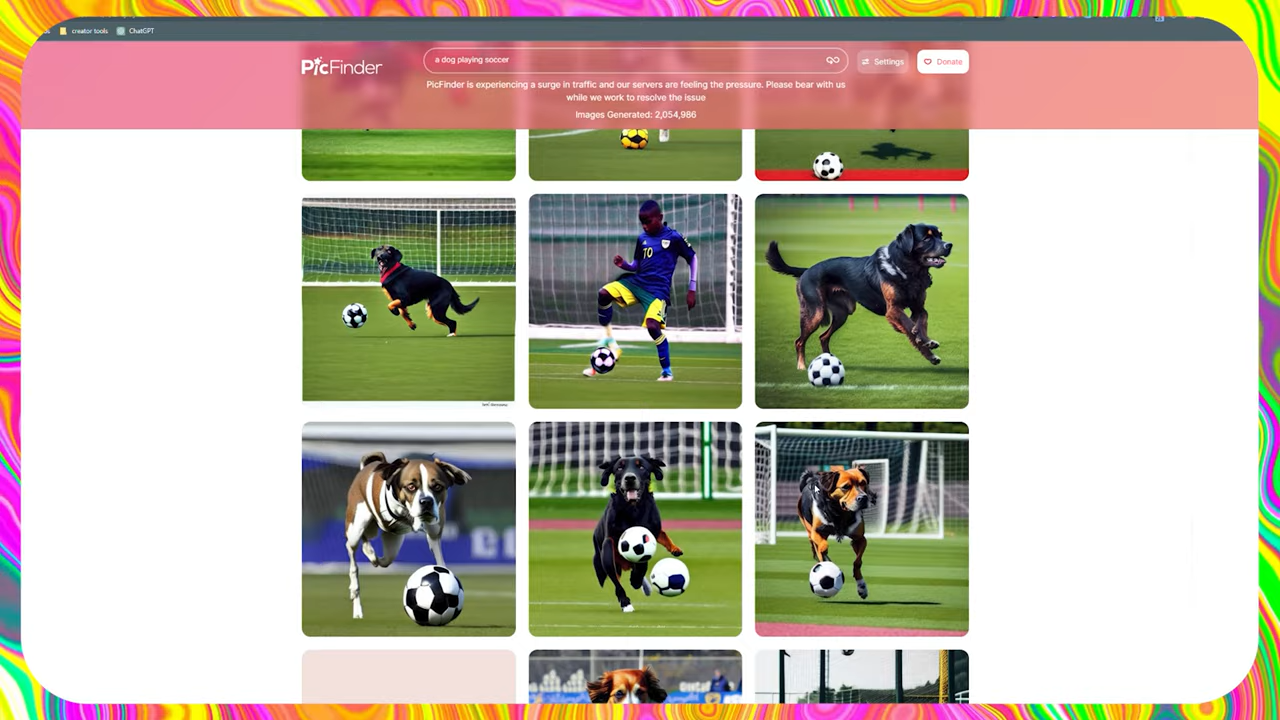 creator tools
ChatGPT
PicFinder
a dog playing soccer
Settings
Donate
PicFinder is experiencing a surge in traffic and our servers are feeling the pressure. Please bear with us
while we work to resolve the issue
Images Generated: 2,054,986
10